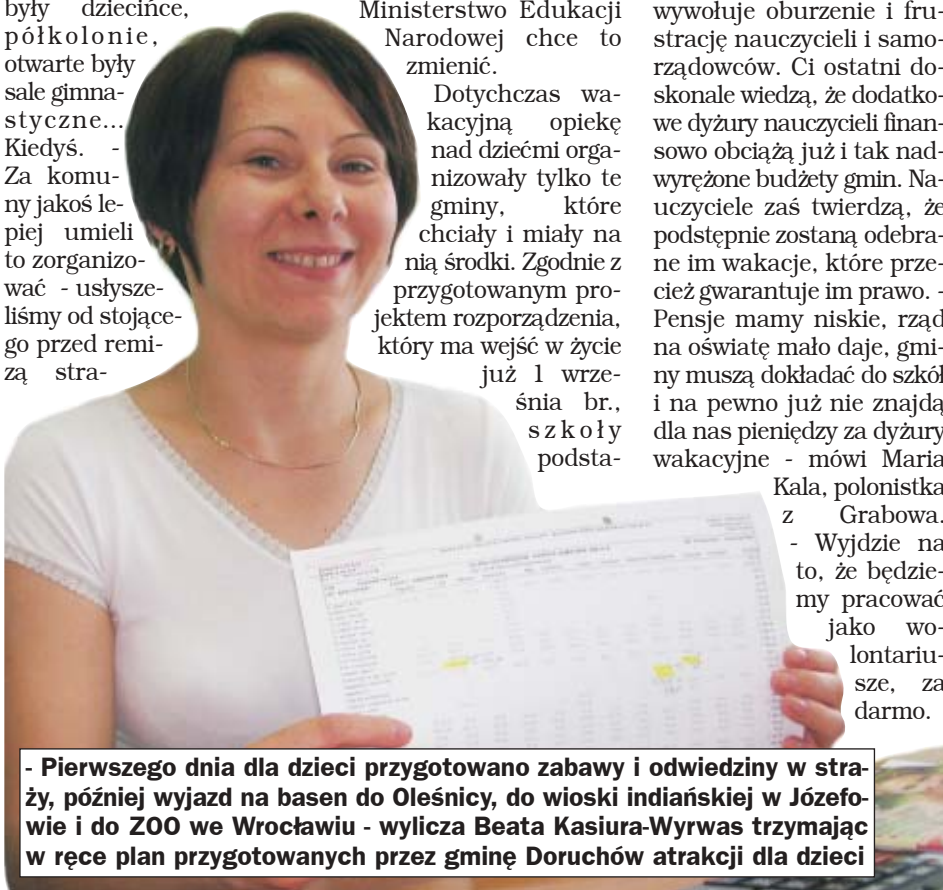 były dziecińce,
półkolonie,
otwarte były
sale gimna-
styczne...
Kiedyś. -
Za komu-
ny jakoś le-
piej umieli
to zorganizo-
wać - usłysze-
liśmy od stojące-
go przed remi-
zą stra-
Ministerstwo Edukacji
Narodowej chce to
zmienić.
Dotychczas wa-
kacyjną opiekę
nad dziećmi orga-
nizowały tylko te
gminy, które
chciały i miały na
nią środki. Zgodnie z
przygotowanym pro-
jektem rozporządzenia,
który ma wejść w życie
już 1 wrze-
śnia br.,
szkoły
podsta-
wywołuje oburzenie i fru-
strację nauczycieli i samo-
rządowców. Ci ostatni do-
skonale wiedzą, że dodatko-
we dyżury nauczycieli finan-
sowo obciążą już i tak nad-
wyrężone budżety gmin. Na-
uczyciele zaś twierdzą, że
podstępnie zostaną odebra-
ne im wakacje, które prze-
cież gwarantuje im prawo. -
Pensje mamy niskie, rząd
na oświatę mało daje, gmi-
ny muszą dokładać do szkół
i na pewno już nie znajdą
dla nas pieniędzy za dyżury
wakacyjne - mówi Maria
Kala, polonistka
z Grabowa.
- Wyjdzie na
to, że będzie-
my pracować
jako wo-
lontariu-
sze, za
darmo.
- Pierwszego dnia dla dzieci przygotowano zabawy i odwiedziny w stra-
ży, później wyjazd na basen do Oleśnicy, do wioski indiańskiej w Józefo-
wie i do ZOO we Wrocławiu - wylicza Beata Kasiura-Wyrwas trzymając
w ręce plan przygotowanych przez gminę Doruchów atrakcji dla dzieci